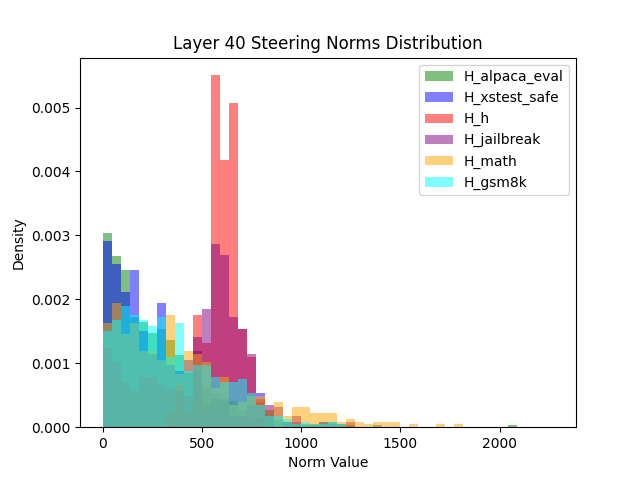 Layer 40 Steering Norms Distribution
H_alpaca_eval
H_xstest_safe
H_h
H_jailbreak
H_math
H_gsm8k
0.005
0.004
0.003
0.002
0.001
0.000
Density
0
500
1000
1500
2000
Norm Value